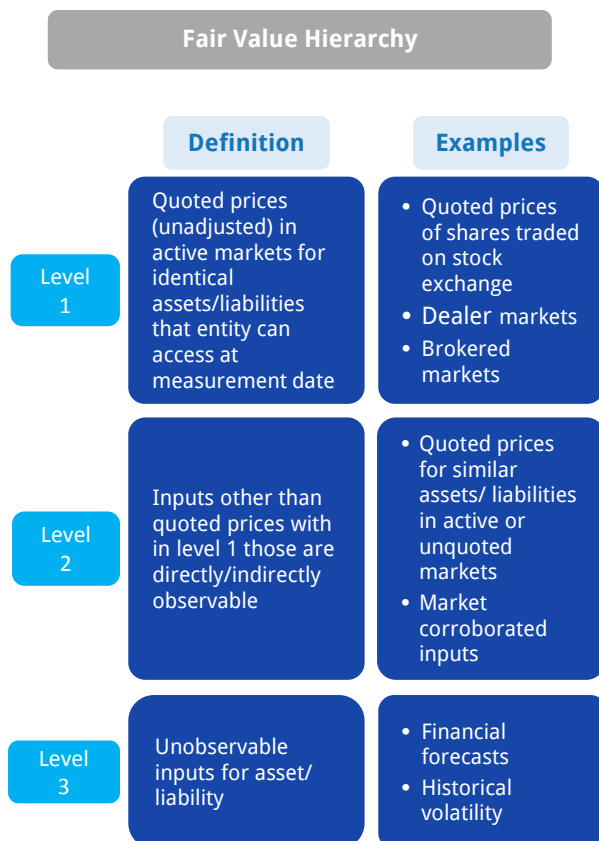 Fair Value Hierarchy
Definition
Examples
Level
1
Quoted prices
(unadjusted) in
active markets for
identical
assets/liabilities
that entity can
access at
measurement date
• Quoted prices
of shares traded
on stock
exchange
• Dealer markets
• Brokered
markets
Level
2
Inputs other than
quoted prices with
in level 1 those are
directly/indirectly
observable
• Quoted prices
for similar
assets/ liabilities
in active or
unquoted
markets
• Market
corroborated
inputs
Level
3
Unobservable
inputs for asset/
liability
• Financial
forecasts
• Historical
volatility